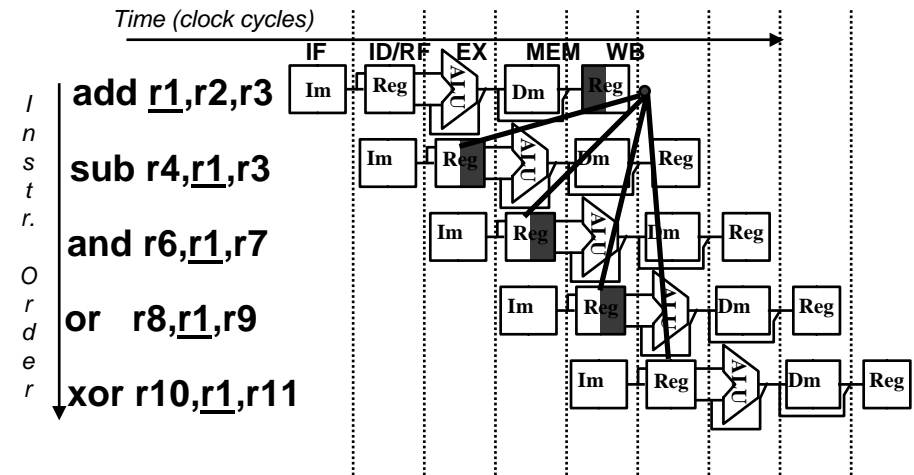 Time (clock cycles)
IF ID/RF EX MEM WB
Instr. Order
add r1,r2,r3 Im Reg ALU Dm Reg
sub r4,r1,r3 Im Reg ALU Dm Reg
and r6,r1,r7 Im Reg ALU Dm Reg
or r8,r1,r9 Im Reg ALU Dm Reg
xor r10,r1,r11 Im Reg ALU Dm Reg